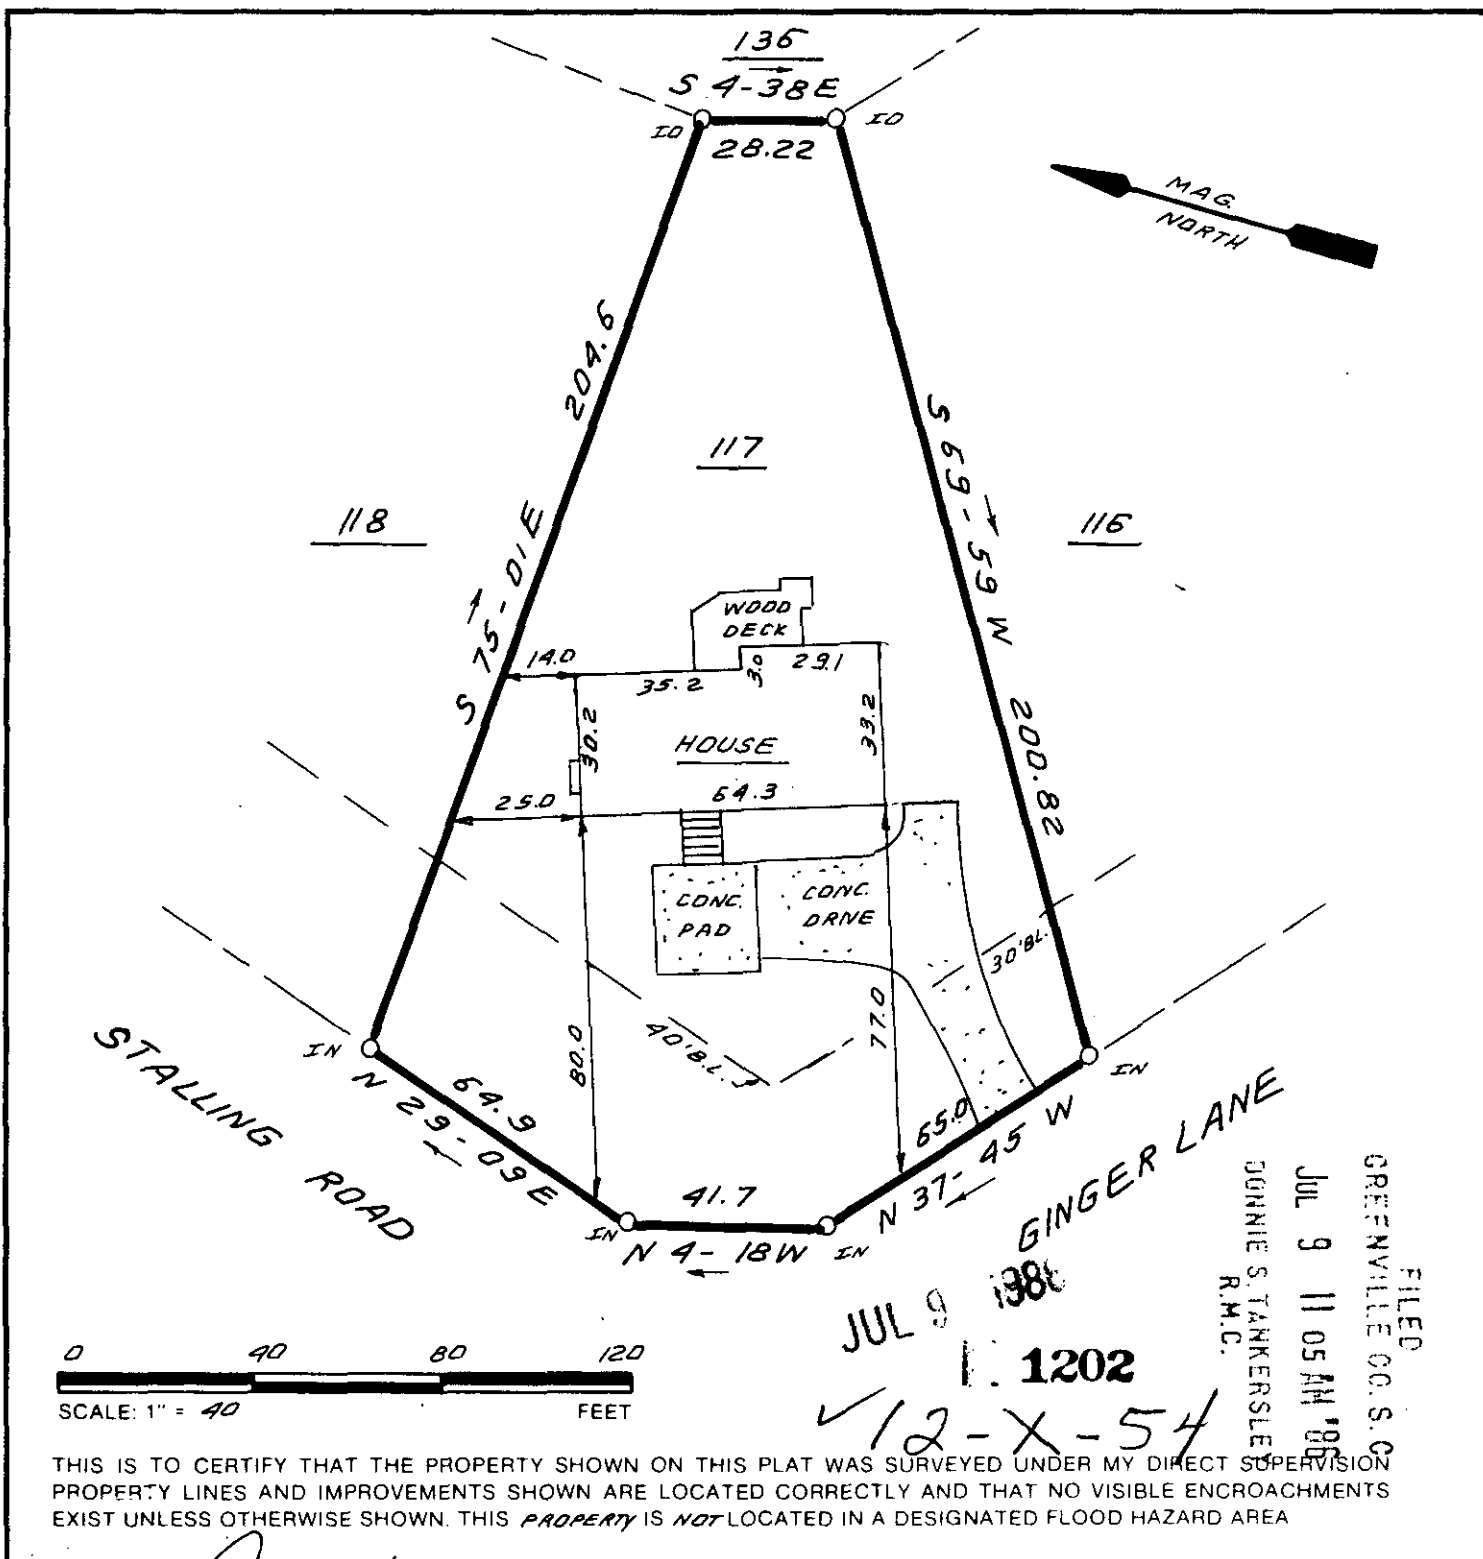 136
S 4-38 E
IO
IO
28.22
MAG.
NORTH
204.6
S 75-01 E
117
118
116
S 69-59 W
200.82
WOOD
DECK
14.0
35.2
3.0
29.1
30.2
33.2
HOUSE
25.0
64.3
CONC.
PAD
CONC.
DRIVE
30' BL.
40' B.L.
80.0
77.0
IN
IN
STALLING ROAD
64.9
N 29-09 E
65.0
N 37-45 W
GINGER LANE
41.7
IN
N 4-18 W
IN
JUL 9 1986
1202
✓12-X-54
FILED
GREENVILLE CO. S. C.
JUL 9 11 05 AM '86
DONNIE S. TANKERSLEY
R.M.C.
0 40 80 120
SCALE: 1" = 40 FEET
THIS IS TO CERTIFY THAT THE PROPERTY SHOWN ON THIS PLAT WAS SURVEYED UNDER MY DIRECT SUPERVISION
PROPERTY LINES AND IMPROVEMENTS SHOWN ARE LOCATED CORRECTLY AND THAT NO VISIBLE ENCROACHMENTS
EXIST UNLESS OTHERWISE SHOWN. THIS PROPERTY IS NOT LOCATED IN A DESIGNATED FLOOD HAZARD AREA